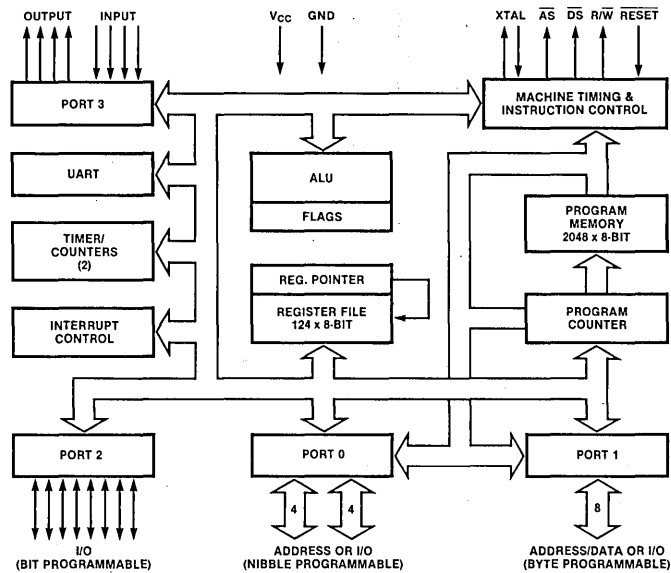 OUTPUT INPUT VCC GND XTAL AS DS R/W RESET
PORT 3
MACHINE TIMING &
INSTRUCTION CONTROL
UART
ALU
FLAGS
TIMER/
COUNTERS
(2)
PROGRAM
MEMORY
2048 x 8-BIT
REG. POINTER
REGISTER FILE
124 x 8-BIT
INTERRUPT
CONTROL
PROGRAM
COUNTER
PORT 2
PORT 0
PORT 1
4 4 8
I/O
(BIT PROGRAMMABLE)
ADDRESS OR I/O
(NIBBLE PROGRAMMABLE)
ADDRESS/DATA OR I/O
(BYTE PROGRAMMABLE)